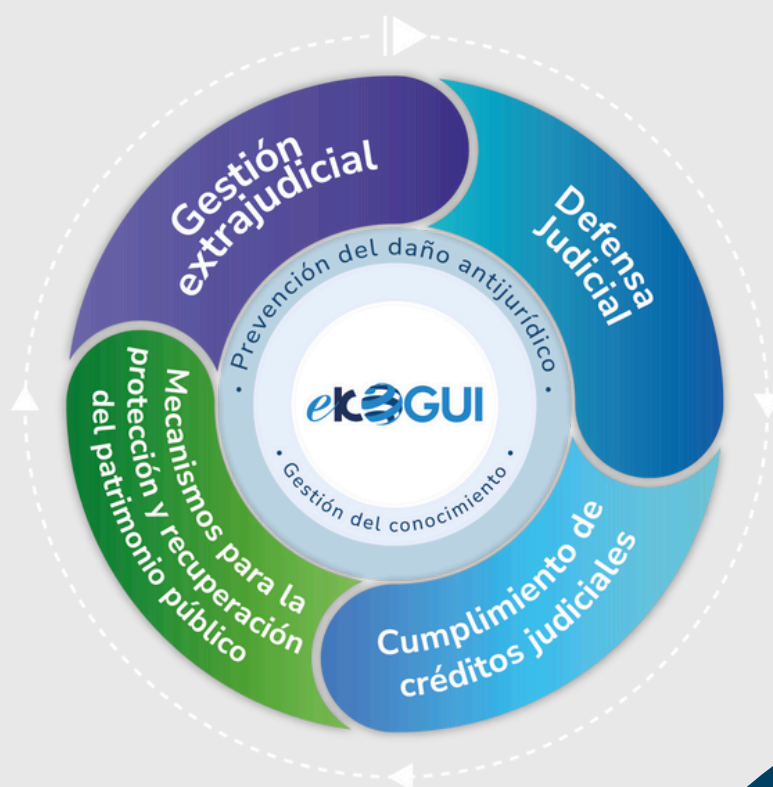 Gestión
extrajudicial
Defensa
Judicial
Cumplimiento de
créditos judiciales
Mecanismos para la
protección y recuperación
del patrimonio público
• Prevención del daño antijurídico •
ekOGUI
• Gestión del conocimiento •